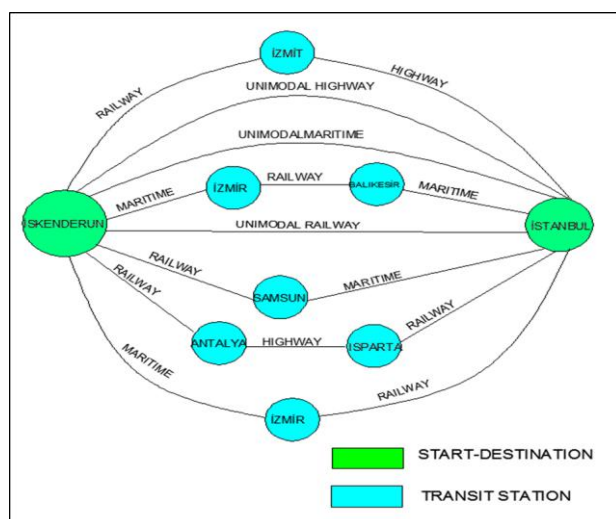 İZMİT
RAILWAY
HIGHWAY
UNIMODAL HIGHWAY
UNIMODALMARITIME
MARITIME
İZMİR
RAILWAY
BALIKESİR
MARITIME
İSKENDERUN
UNIMODAL RAILWAY
İSTANBUL
RAILWAY
SAMSUN
MARITIME
RAILWAY
ANTALYA
HIGHWAY
ISPARTA
RAILWAY
MARITIME
İZMİR
RAILWAY
START-DESTINATION
TRANSIT STATION